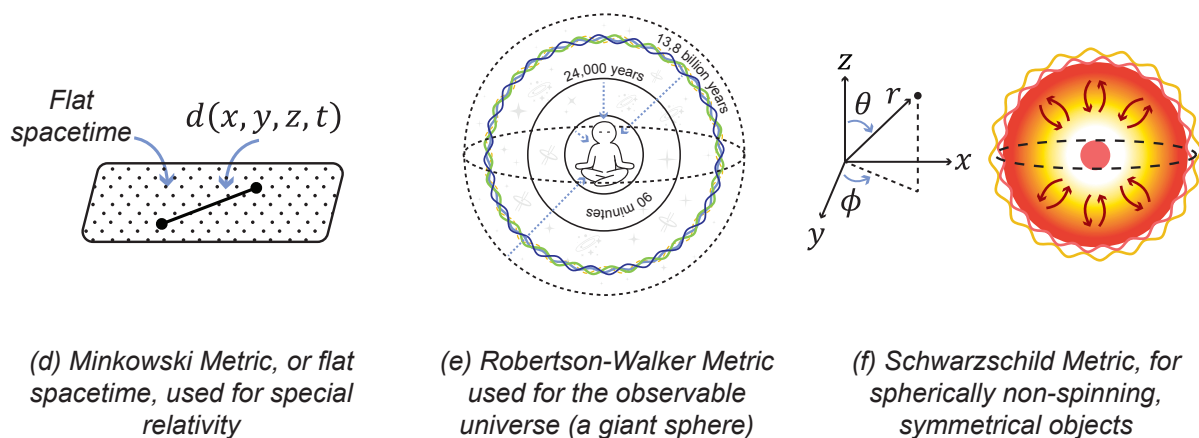 Flat
spacetime
d(x, y, z, t)
13,8 billion years
24,000 years
90 minutes
z
r
θ
x
ϕ
y
(d) Minkowski Metric, or flat
spacetime, used for special
relativity
(e) Robertson-Walker Metric
used for the observable
universe (a giant sphere)
(f) Schwarzschild Metric, for
spherically non-spinning,
symmetrical objects